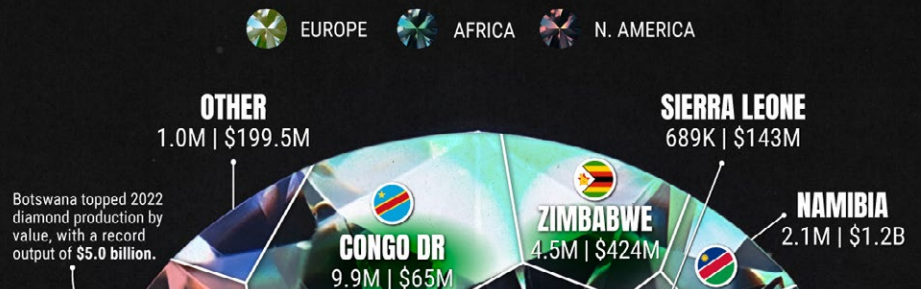 EUROPE
AFRICA
N. AMERICA
OTHER
1.0M | $199.5M
SIERRA LEONE
689K | $143M
Botswana topped 2022
diamond production by
value, with a record
output of $5.0 billion.
NAMIBIA
2.1M | $1.2B
ZIMBABWE
4.5M | $424M
CONGO DR
9.9M | $65M